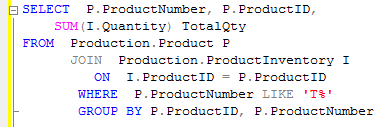 SELECT P.ProductNumber, P.ProductID,
SUM(I.Quantity) TotalQty
FROM Production.Product P
JOIN Production.ProductInventory I
ON I.ProductID = P.ProductID
WHERE P.ProductNumber LIKE 'T%'
GROUP BY P.ProductID, P.ProductNumber